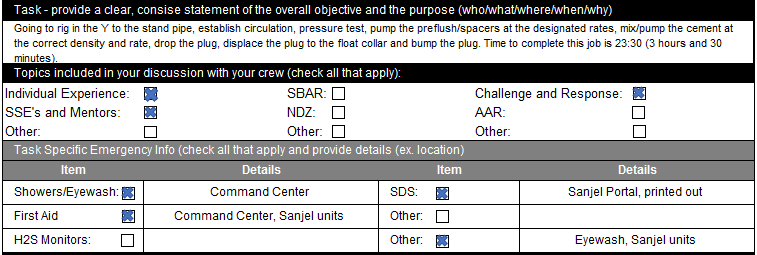 Task - provide a clear, consise statement of the overall objective and the purpose (who/what/where/when/why)
Going to rig in the Y to the stand pipe, establish circulation, pressure test, pump the preflush/spacers at the designated rates, mix/pump the cement at
the correct density and rate, drop the plug, displace the plug to the float collar and bump the plug. Time to complete this job is 23:30 (3 hours and 30
minutes).
Topics included in your discussion with your crew (check all that apply):
Individual Experience: SBAR: Challenge and Response:
SSE's and Mentors: NDZ: AAR:
Other: Other: Other:
Task Specific Emergency Info (check all that apply and provide details (ex. location)
Item Details Item Details
Showers/Eyewash: Command Center SDS: Sanjel Portal, printed out
First Aid Command Center, Sanjel units Other:
H2S Monitors: Other: Eyewash, Sanjel units